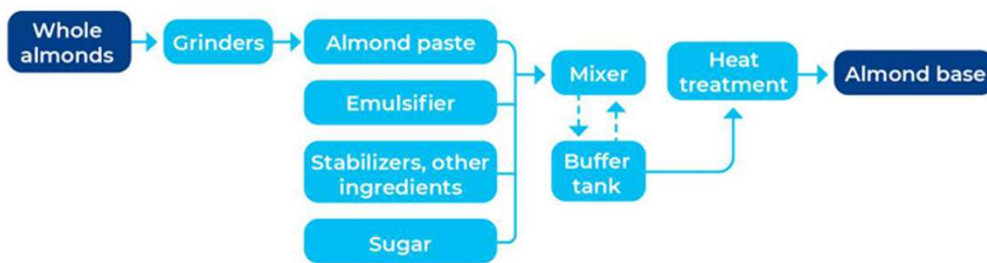 Whole
almonds
Grinders
Almond paste
Emulsifier
Stabilizers, other
ingredients
Sugar
Mixer
Buffer
tank
Heat
treatment
Almond base